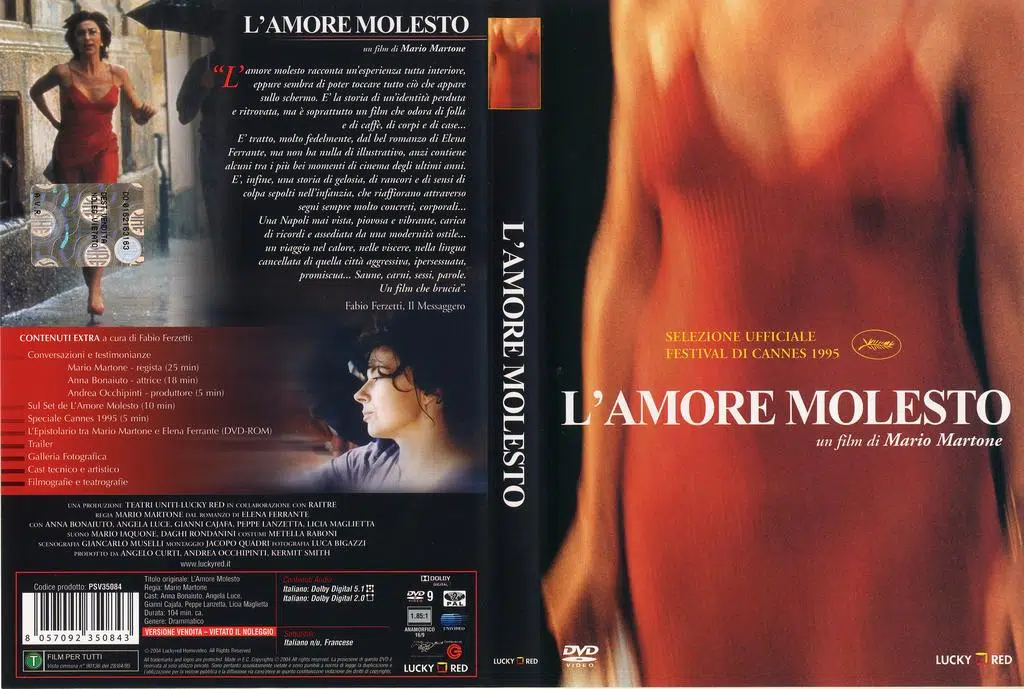 L'AMORE MOLESTO
un film di Mario Martone
"L'amore molesto racconta un'esperienza tutta interiore,
eppure sembra di poter toccare tutto ciò che appare
sullo schermo. E' la storia di un'identità perduta
e ritrovata, ma è soprattutto un film che odora di folla
e di caffè, di corpi e di case...
E' tratto, molto fedelmente, dal bel romanzo di Elena
Ferrante, ma non ha nulla di illustrativo, anzi contiene
alcuni tra i più bei momenti di cinema degli ultimi anni.
E', infine, una storia di gelosia, di rancori e di sensi di
colpa sepolti nell'infanzia, che riaffiorano attraverso
segni sempre molto concreti, corporali...
Una Napoli mai vista, piovosa e vibrante, carica
di ricordi e assediata da una modernità ostile...
un viaggio nel calore, nelle viscere, nella lingua
cancellata di quella città aggressiva, ipersessuata,
promiscua... Saune, carni, sessi, parole.
Un film che brucia".
Fabio Ferzetti, Il Messaggero
CONTENUTI EXTRA a cura di Fabio Ferzetti:
Conversazioni e testimonianze
Mario Martone - regista (25 min)
Anna Bonaiuto - attrice (18 min)
Andrea Occhipinti - produttore (5 min)
Sul Set de L'Amore Molesto (10 min)
Speciale Cannes 1995 (5 min)
L'Epistolario tra Mario Martone e Elena Ferrante (DVD-ROM)
Trailer
Galleria Fotografica
Cast tecnico e artistico
Filmografie e teatrografie
UNA PRODUZIONE TEATRI UNITI-LUCKY RED IN COLLABORAZIONE CON RAITRE
REGIA MARIO MARTONE DAL ROMANZO DI ELENA FERRANTE
CON ANNA BONAIUTO, ANGELA LUCE, GIANNI CAJAFA, PEPPE LANZETTA, LICIA MAGLIETTA
SUONO MARIO IAQUONE, DAGHI RONDANINI COSTUMI METELLA RABONI
SCENOGRAFIA GIANCARLO MUSELLI MONTAGGIO JACOPO QUADRI FOTOGRAFIA LUCA BIGAZZI
PRODOTTO DA ANGELO CURTI, ANDREA OCCHIPINTI, KERMIT SMITH
www.luckyred.it
Codice prodotto: PSV35084
8 057092 350843
T FILM PER TUTTI
Visto censura n° 90136 del 28/04/95
Titolo originale: L'Amore Molesto
Regia: Mario Martone
Cast: Anna Bonaiuto, Angela Luce,
Gianni Cajafa, Peppe Lanzetta, Licia Maglietta
Durata: 104 min. ca.
Genere: Drammatico
VERSIONE VENDITA - VIETATO IL NOLEGGIO
Contenuti Audio
Italiano: Dolby Digital 5.1
Italiano: Dolby Digital 2.0
Sottotitoli
Italiano n/u, Francese
© 2004 Luckyred Homevideo. All Rights Reserved
DOLBY
DIGITAL
DVD 9
PAL
1.85:1
ANAMORFICO
16/9
UNIVIDEO
LUCKY RED
L'AMORE MOLESTO
LUCKY RED
SELEZIONE UFFICIALE
FESTIVAL DI CANNES 1995
L'AMORE MOLESTO
un film di Mario Martone
DVD
VIDEO
LUCKY RED